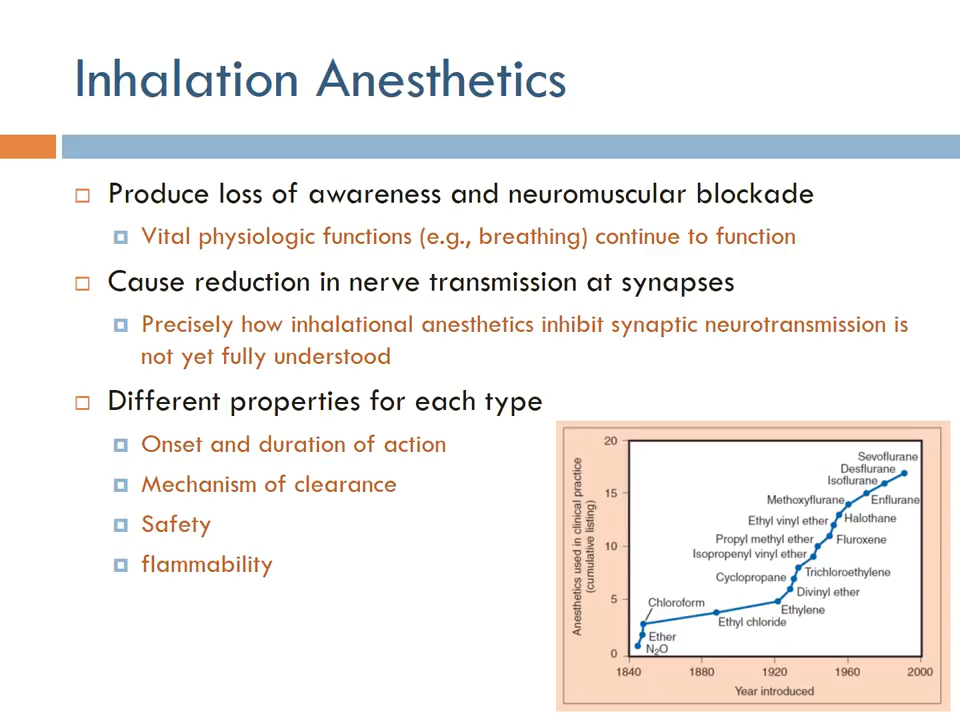 Inhalation Anesthetics
Produce loss of awareness and neuromuscular blockade
Vital physiologic functions (e.g., breathing) continue to function
Cause reduction in nerve transmission at synapses
Precisely how inhalational anesthetics inhibit synaptic neurotransmission is
not yet fully understood
Different properties for each type
Onset and duration of action
Mechanism of clearance
Safety
flammability
Anesthetics used in clinical practice
(cumulative listing)
20
15
10
5
0
Sevoflurane
Desflurane
Isoflurane
Methoxyflurane
Enflurane
Ethyl vinyl ether
Halothane
Propyl methyl ether
Fluroxene
Isopropenyl vinyl ether
Cyclopropane
Trichloroethylene
Divinyl ether
Chloroform
Ethylene
Ethyl chloride
Ether
N₂O
1840
1880
1920
1960
2000
Year introduced